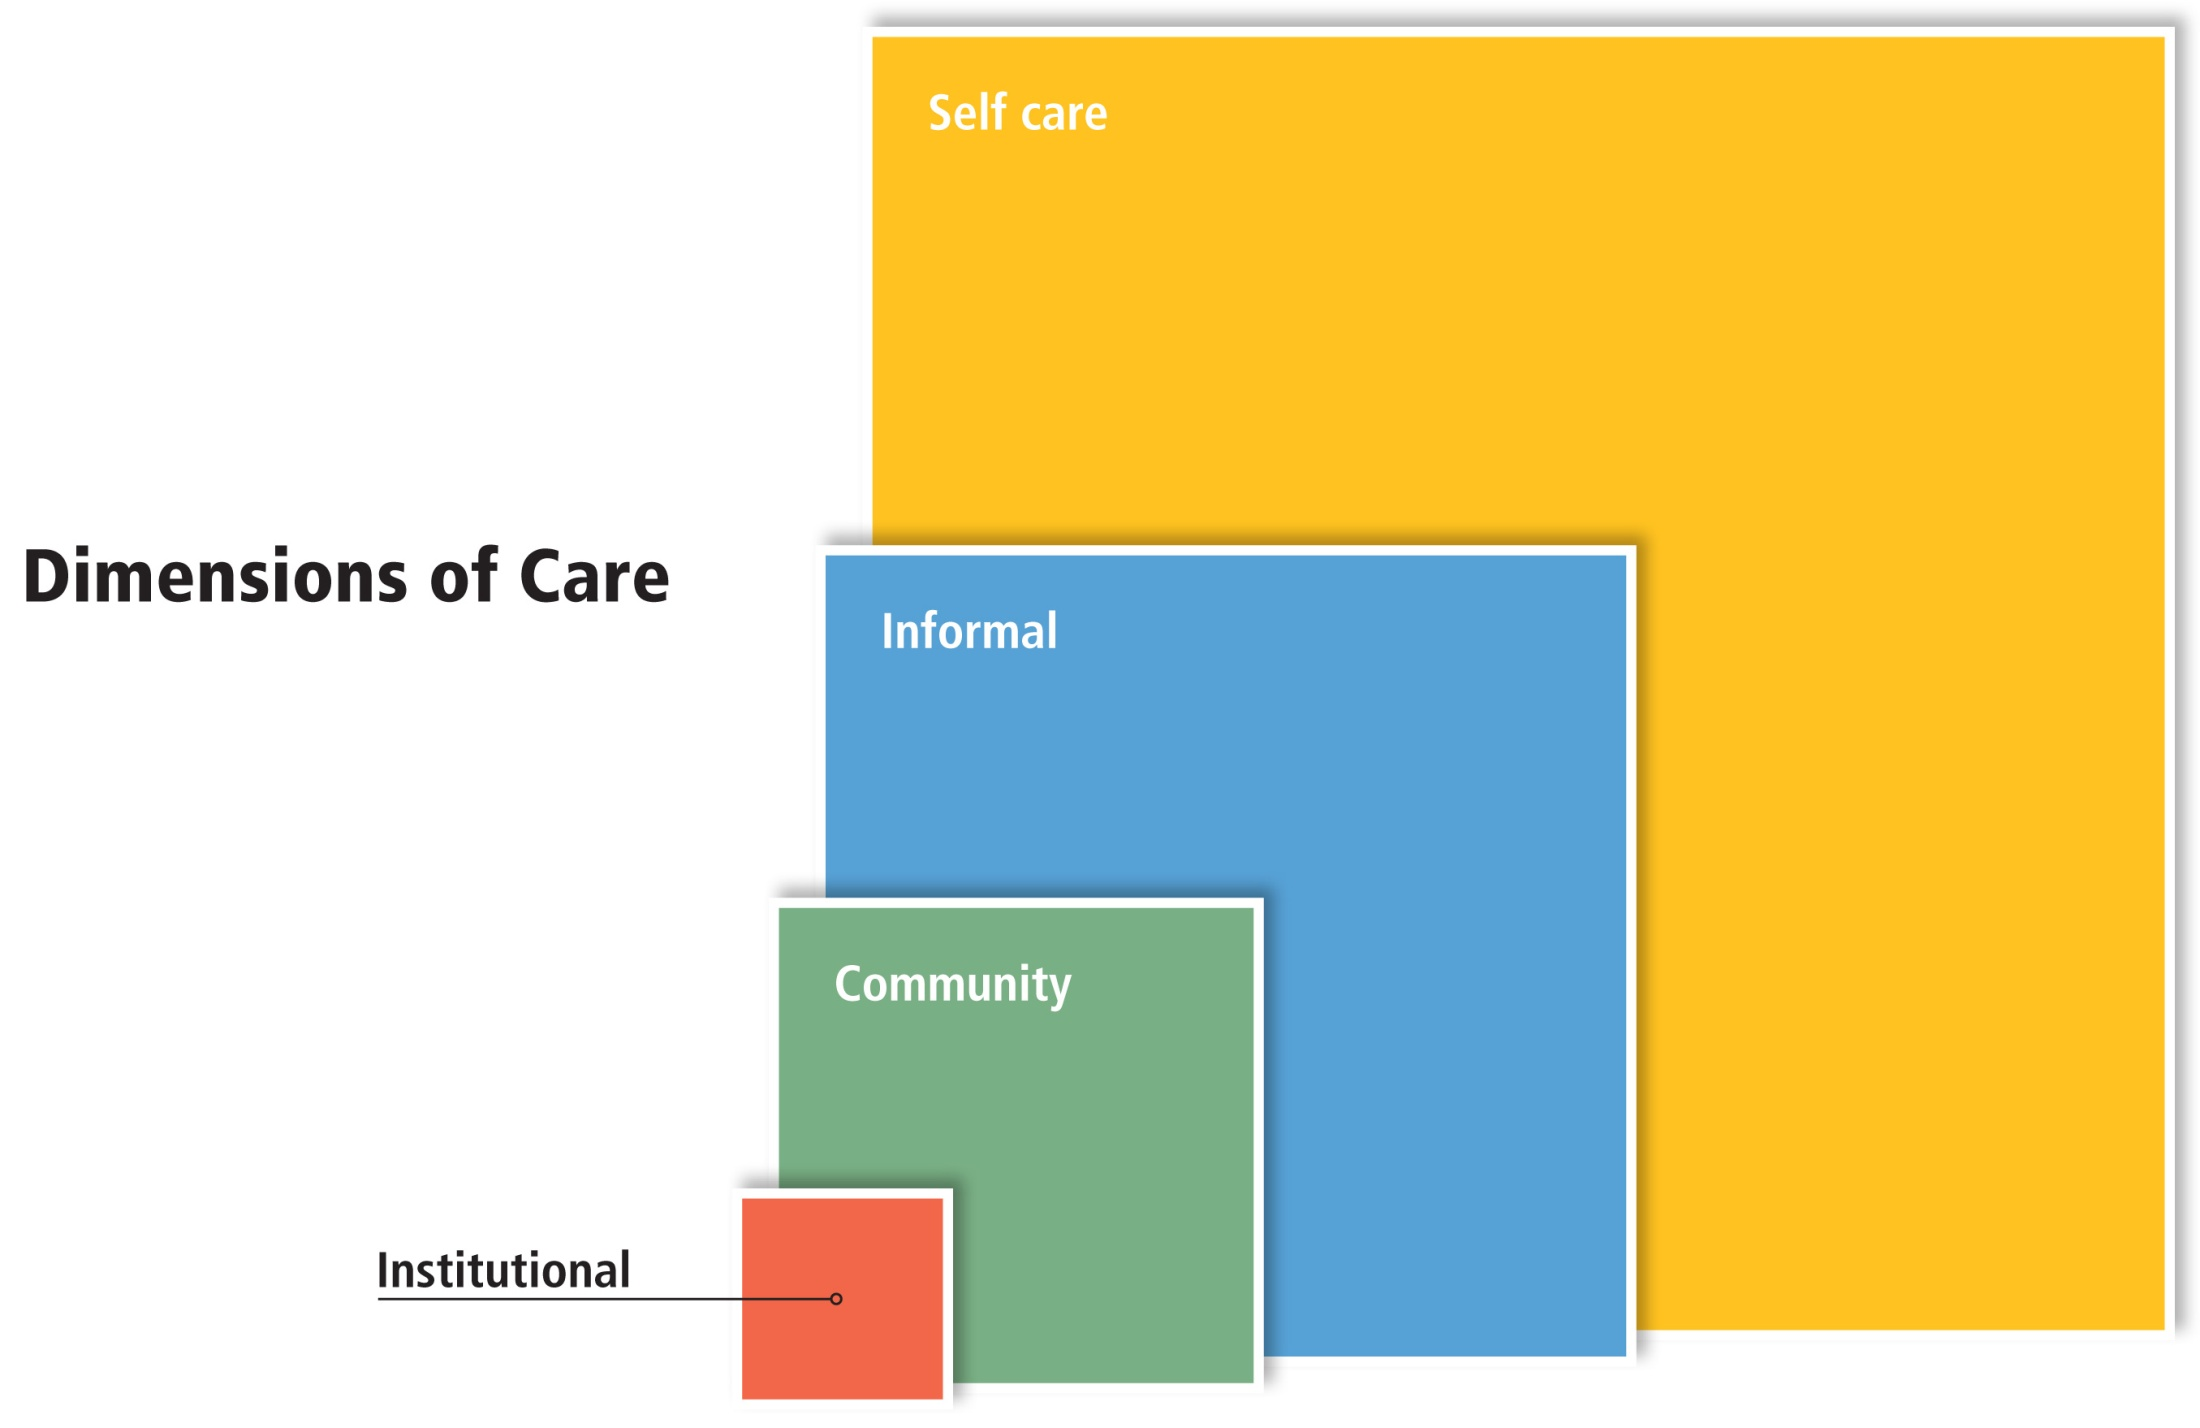 Self care
Dimensions of Care
Informal
Community
Institutional